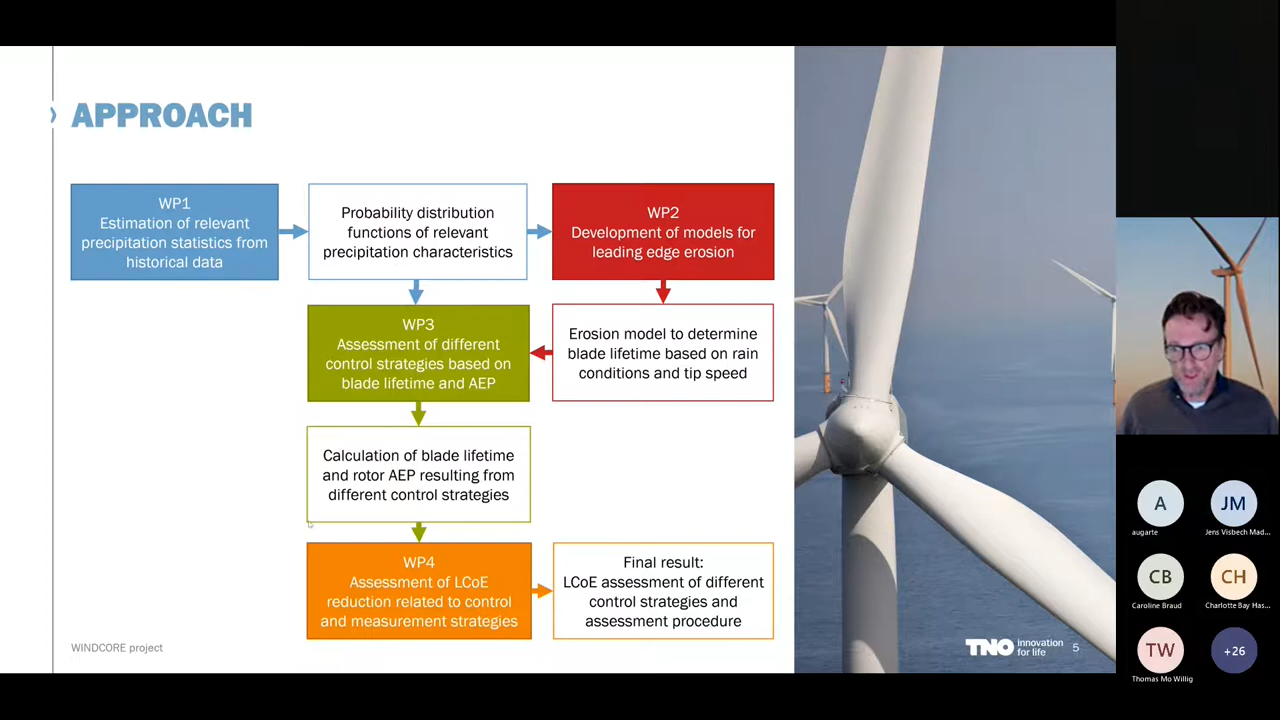 APPROACH
WP1
Estimation of relevant
precipitation statistics from
historical data
Probability distribution
functions of relevant
precipitation characteristics
WP2
Development of models for
leading edge erosion
WP3
Assessment of different
control strategies based on
blade lifetime and AEP
Erosion model to determine
blade lifetime based on rain
conditions and tip speed
Calculation of blade lifetime
and rotor AEP resulting from
different control strategies
WP4
Assessment of LCoE
reduction related to control
and measurement strategies
Final result:
LCoE assessment of different
control strategies and
assessment procedure
WINDCORE project
TNO innovation
for life
5
A
augarte
JM
Jens Visbech Mad...
CB
Caroline Braud
CH
Charlotte Bay Has...
TW
Thomas Mo Willig
+26